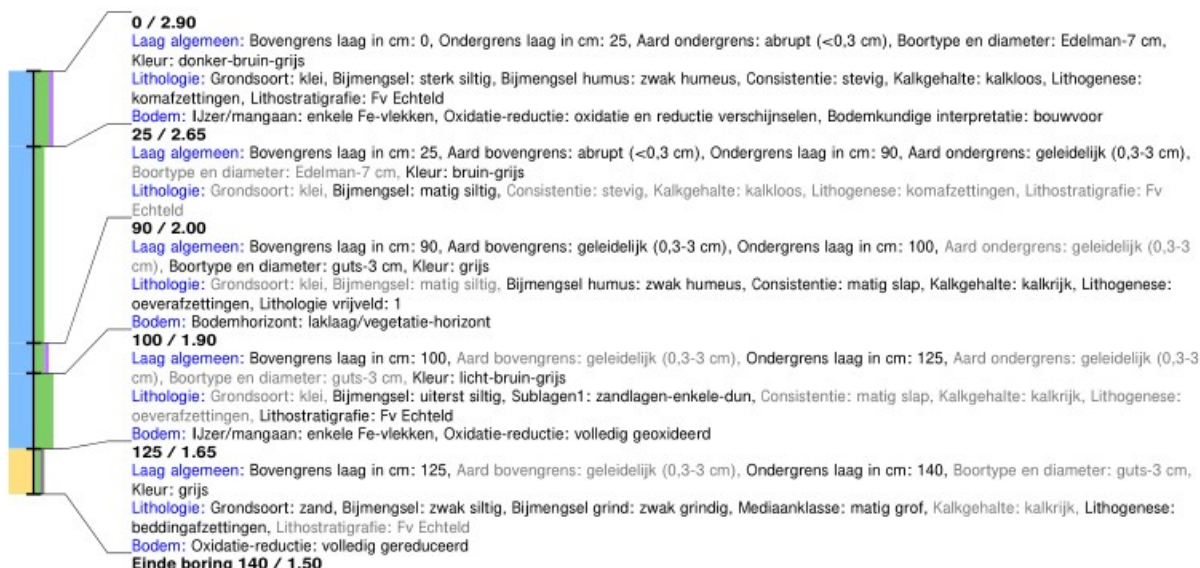 0 / 2.90
Laag algemeen: Bovengrens laag in cm: 0, Ondergrens laag in cm: 25, Aard ondergrens: abrupt (<0,3 cm), Boortype en diameter: Edelman-7 cm,
Kleur: donker-bruin-grijs
Lithologie: Grondsoort: klei, Bijmengsel: sterk siltig, Bijmengsel humus: zwak humeus, Consistentie: stevig, Kalkgehalte: kalkloos, Lithogenese:
komafzettingen, Lithostratigrafie: Fv Echteld
Bodem: IJzer/mangaan: enkele Fe-vlekken, Oxidatie-reductie: oxidatie en reductie verschijnselen, Bodemkundige interpretatie: bouwvoor
25 / 2.65
Laag algemeen: Bovengrens laag in cm: 25, Aard bovengrens: abrupt (<0,3 cm), Ondergrens laag in cm: 90, Aard ondergrens: geleidelijk (0,3-3 cm),
Boortype en diameter: Edelman-7 cm, Kleur: bruin-grijs
Lithologie: Grondsoort: klei, Bijmengsel: matig siltig, Consistentie: stevig, Kalkgehalte: kalkloos, Lithogenese: komafzettingen, Lithostratigrafie: Fv
Echteld
90 / 2.00
Laag algemeen: Bovengrens laag in cm: 90, Aard bovengrens: geleidelijk (0,3-3 cm), Ondergrens laag in cm: 100, Aard ondergrens: geleidelijk (0,3-3
cm), Boortype en diameter: guts-3 cm, Kleur: grijs
Lithologie: Grondsoort: klei, Bijmengsel: matig siltig, Bijmengsel humus: zwak humeus, Consistentie: matig slap, Kalkgehalte: kalkrijk, Lithogenese:
oeverafzettingen, Lithologie vrijveld: 1
Bodem: Bodemhorizont: laklaag/vegetatie-horizont
100 / 1.90
Laag algemeen: Bovengrens laag in cm: 100, Aard bovengrens: geleidelijk (0,3-3 cm), Ondergrens laag in cm: 125, Aard ondergrens: geleidelijk (0,3-3
cm), Boortype en diameter: guts-3 cm, Kleur: licht-bruin-grijs
Lithologie: Grondsoort: klei, Bijmengsel: uiterst siltig, Sublagen1: zandlagen-enkele-dun, Consistentie: matig slap, Kalkgehalte: kalkrijk, Lithogenese:
oeverafzettingen, Lithostratigrafie: Fv Echteld
Bodem: IJzer/mangaan: enkele Fe-vlekken, Oxidatie-reductie: volledig geoxideerd
125 / 1.65
Laag algemeen: Bovengrens laag in cm: 125, Aard bovengrens: geleidelijk (0,3-3 cm), Ondergrens laag in cm: 140, Boortype en diameter: guts-3 cm,
Kleur: grijs
Lithologie: Grondsoort: zand, Bijmengsel: zwak siltig, Bijmengsel grind: zwak grindig, Mediaanklasse: matig grof, Kalkgehalte: kalkrijk, Lithogenese:
beddingafzettingen, Lithostratigrafie: Fv Echteld
Bodem: Oxidatie-reductie: volledig gereduceerd
Einde boring 140 / 1.50